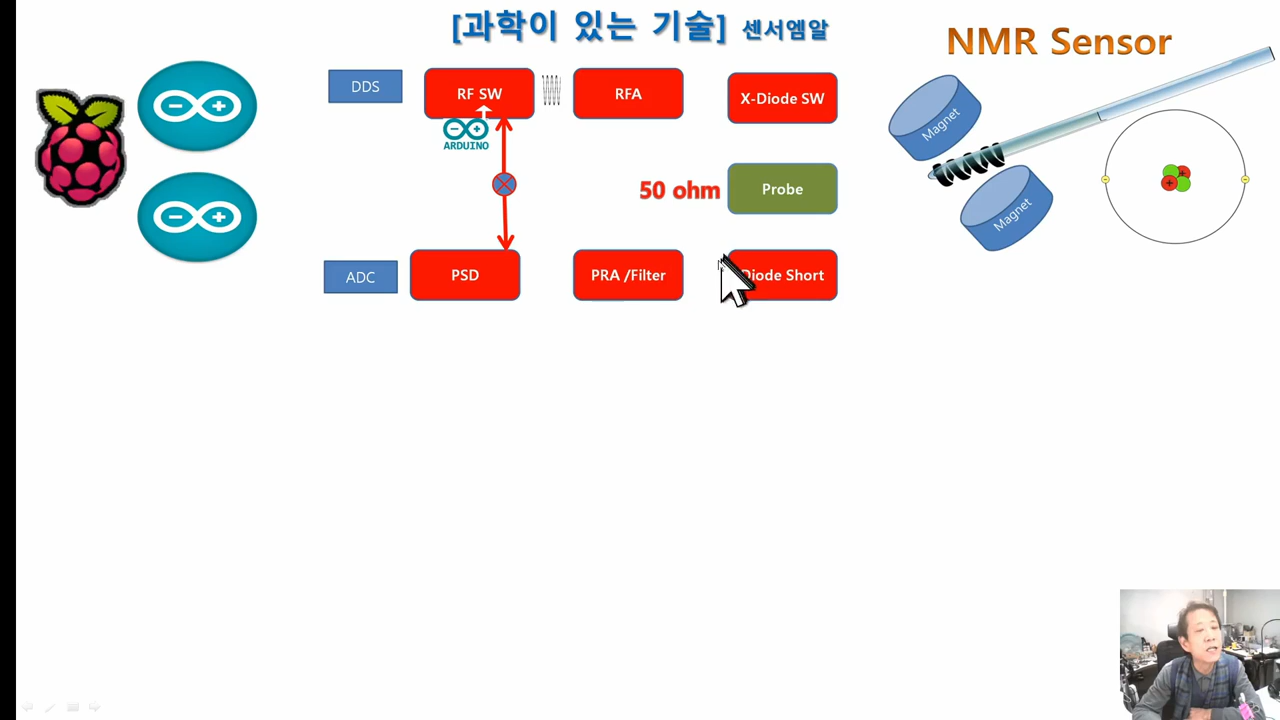 [과학이 있는 기술] 센서엠알
NMR Sensor
DDS
RF SW
RFA
X-Diode SW
ARDUINO
Magnet
50 ohm
Probe
Magnet
ADC
PSD
PRA /Filter
Diode Short